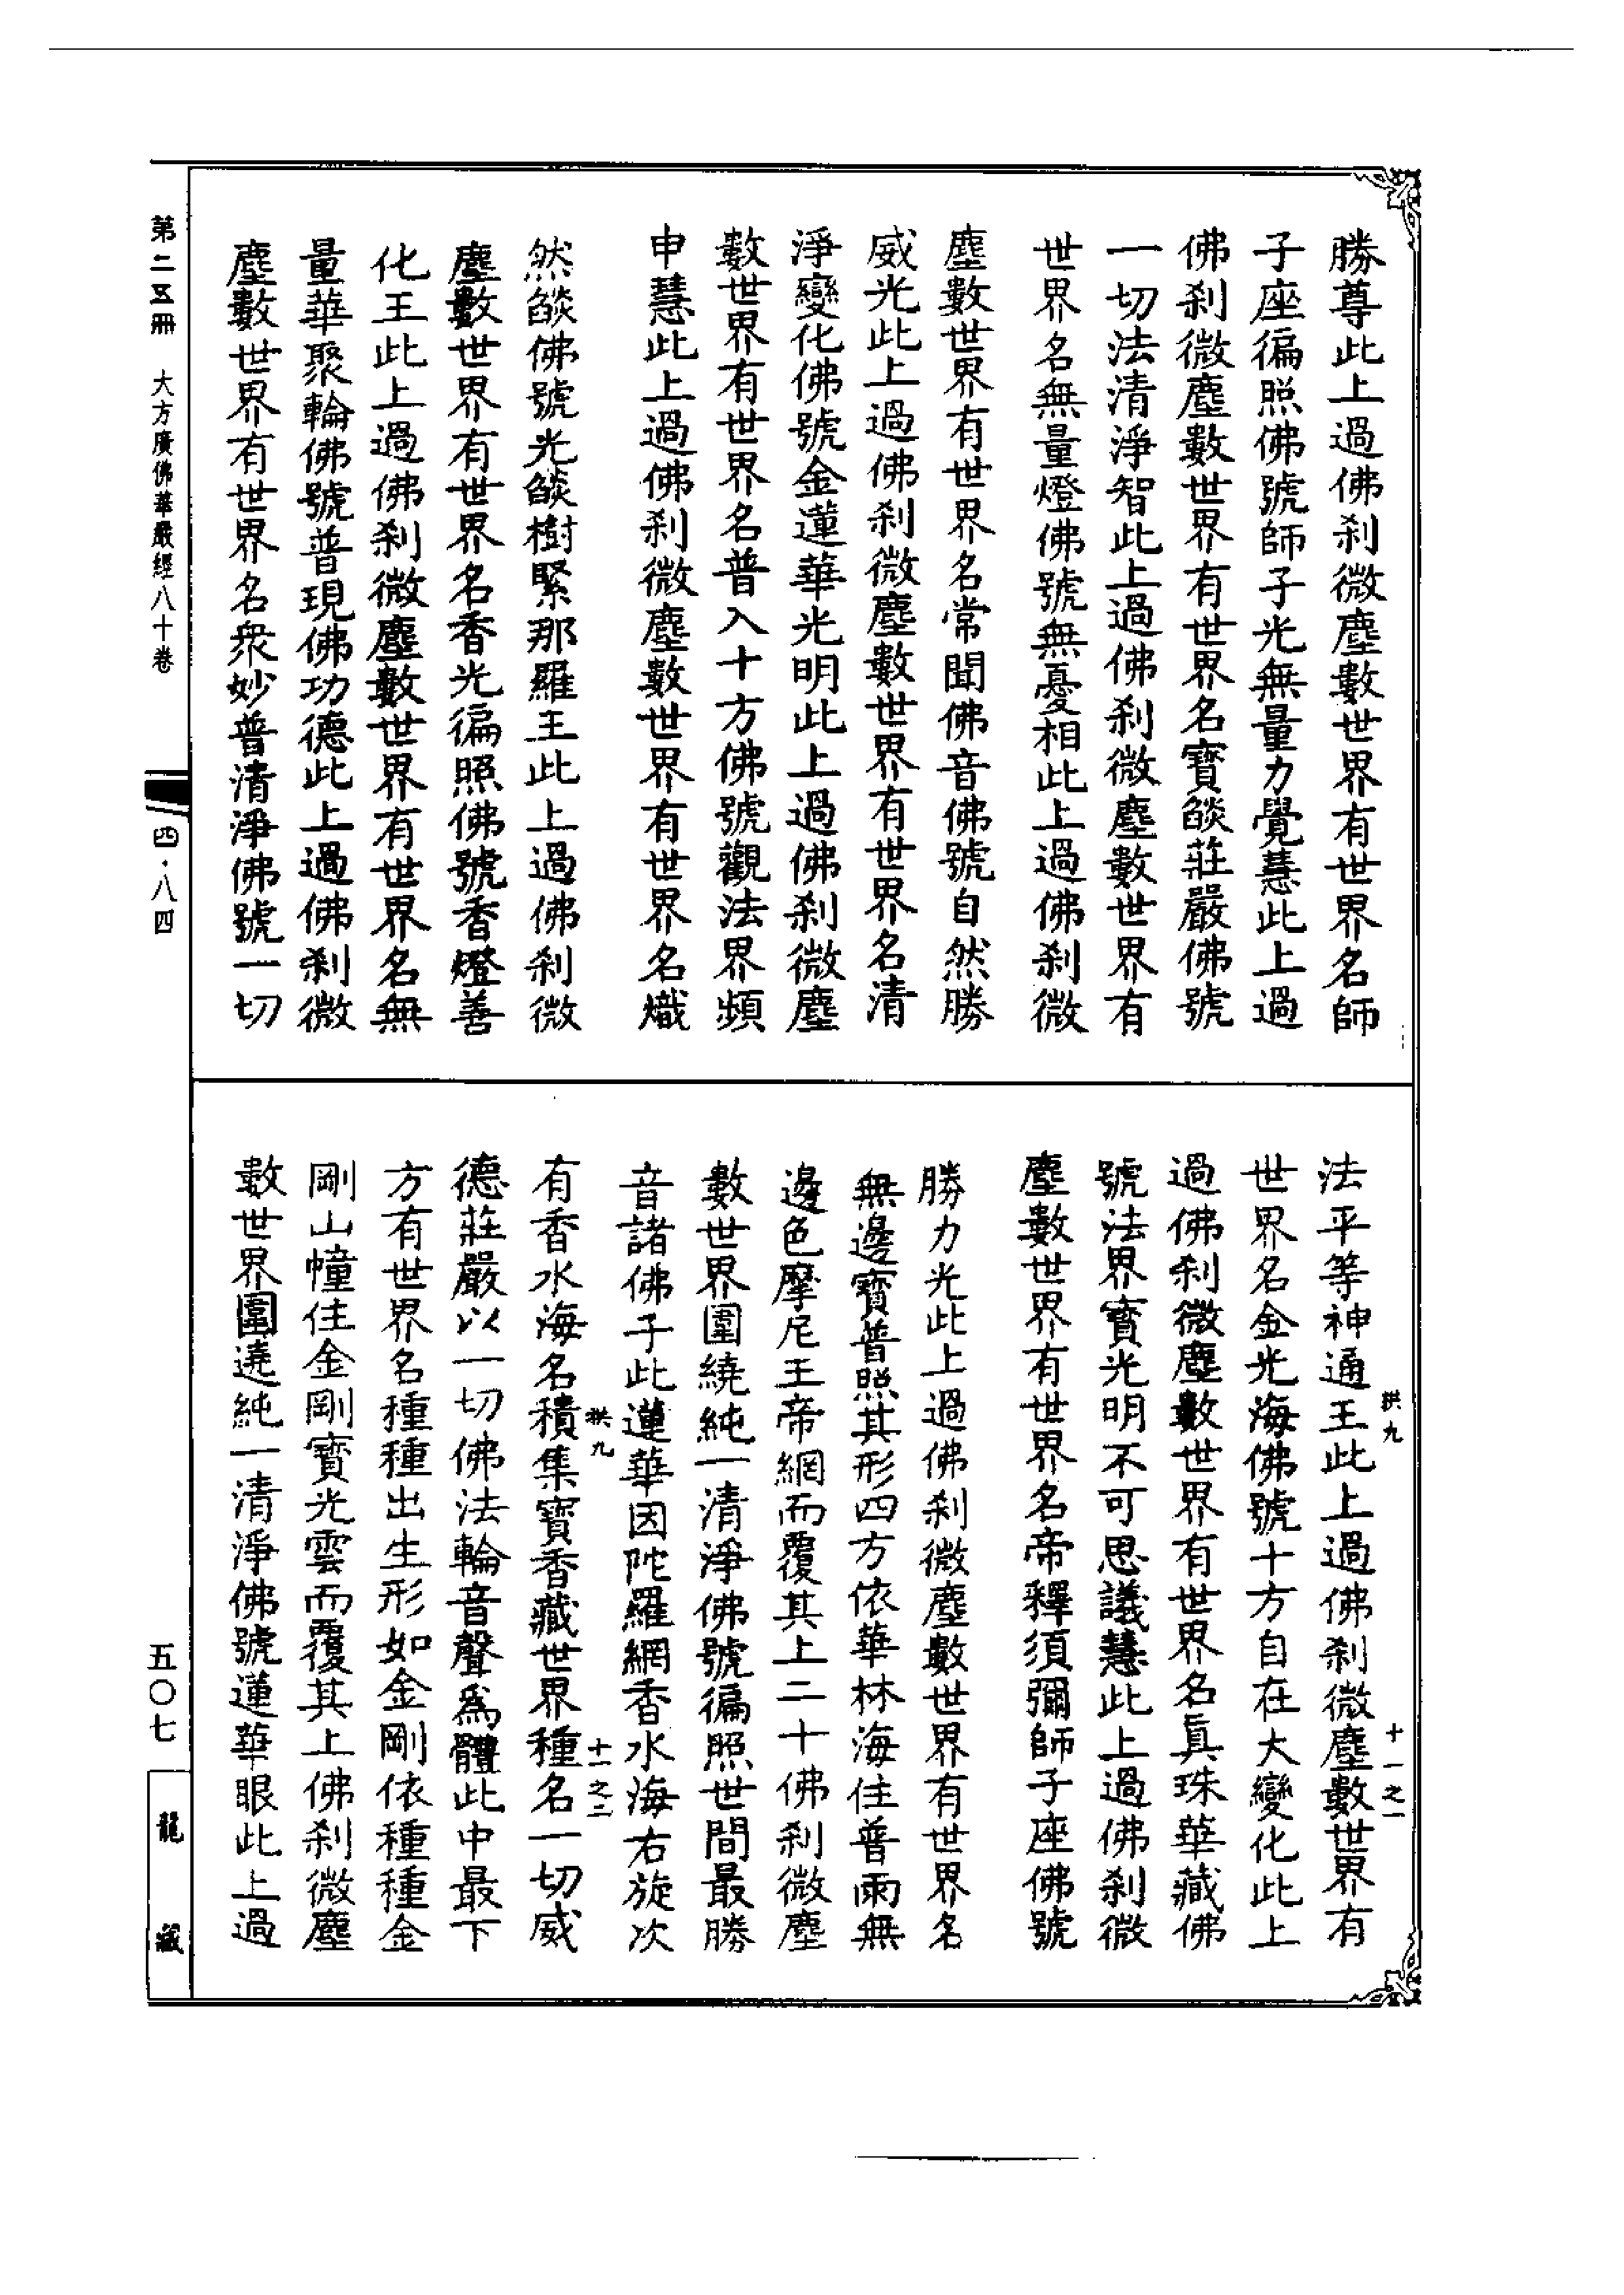 勝尊此上過佛刹微塵數世界有世界名師
子座徧照佛號師子光無量力覺慧此上過
佛刹微塵數世界有世界名寶燄莊嚴佛號
一切法清淨智此上過佛刹微塵數世界有
世界名無量燈佛號無憂相此上過佛刹微
塵數世界有世界名常聞佛音佛號自然勝
威光此上過佛刹微塵數世界有世界名清
淨變化佛號金蓮華光明此上過佛刹微塵
數世界有世界名普入十方佛號觀法界頻
申慧此上過佛刹微塵數世界有世界名熾
然燄佛號光燄樹緊那羅王此上過佛刹微
塵數世界有世界名香光徧照佛號香燈善
化王此上過佛刹微塵數世界有世界名無
量華聚輪佛號普現佛功德此上過佛刹微
塵數世界有世界名衆妙普清淨佛號一切
法平等神通王此上過佛刹微塵數世界有
世界名金光海佛號十方自在大變化此上
過佛刹微塵數世界有世界名真珠華藏佛
號法界寶光明不可思議慧此上過佛刹微
塵數世界有世界名帝釋須彌師子座佛號
勝力光此上過佛刹微塵數世界有世界名
無邊寶普照其形四方依華林海住普雨無
邊色摩尼王帝網而覆其上二十佛刹微塵
數世界圍繞純一清淨佛號徧照世間最勝
音諸佛子此蓮華因陀羅網香水海右旋次
有香水海名積集寶香藏世界種名一切威
德莊嚴以一切佛法輪音聲爲體此中最下
方有世界名種種出生形如金剛依種種金
剛山幢住金剛寶光雲而覆其上佛刹微塵
數世界圍遶純一清淨佛號蓮華眼此上過
拱九
十一之一
拱九
十一之二
第二五冊
大方廣佛華嚴經八十卷
四·八四
五〇七
龍藏